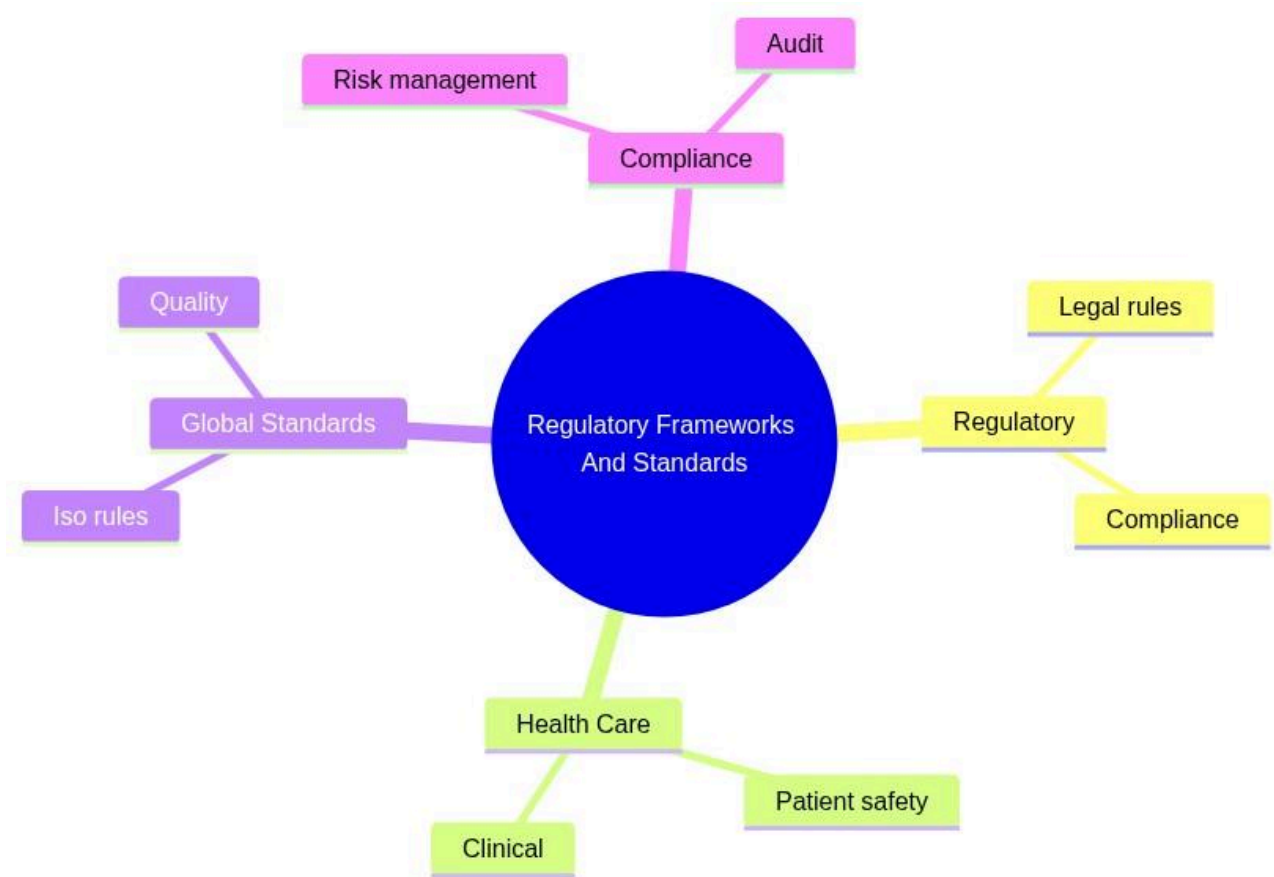 Audit
Risk management
Compliance
Quality
Legal rules
Global Standards
Regulatory Frameworks
And Standards
Regulatory
Iso rules
Compliance
Health Care
Patient safety
Clinical